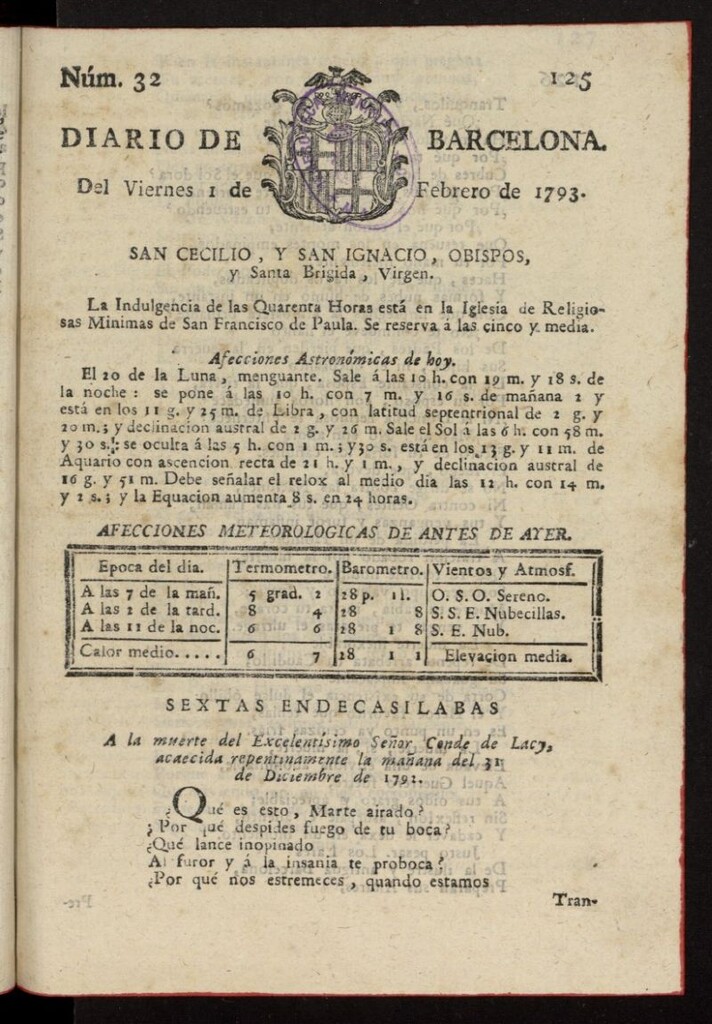 Núm. 32 125
DIARIO DE BARCELONA.
Del Viernes 1 de Febrero de 1793.
SAN CECILIO, Y SAN IGNACIO, OBISPOS,
y Santa Brigida, Virgen.
La Indulgencia de las Quarenta Horas está en la Iglesia de Religio-
sas Minimas de San Francisco de Paula. Se reserva á las cinco y media.
Afecciones Astronómicas de hoy.
El 20 de la Luna, menguante. Sale á las 10 h. con 19 m. y 18 s. de
la noche: se pone á las 10 h. con 7 m. y 16 s. de mañana 2 y
está en los 11 g. y 25 m. de Libra, con latitud septentrional de 2 g. y
20 m.; y declinacion austral de 2 g. y 26 m. Sale el Sol á las 6 h. con 58 m.
y 30 s.: se oculta á las 5 h. con 1 m.; y 30 s. está en los 13 g. y 11 m. de
Aquario con ascencion recta de 21 h. y 1 m., y declinacion austral de
16 g. y 51 m. Debe señalar el relox al medio dia las 12 h. con 14 m.
y 2 s.; y la Equacion aumenta 8 s. en 24 horas.
AFECCIONES METEOROLOGICAS DE ANTES DE AYER.
Epoca del dia. Termometro. Barometro. Vientos y Atmosf.
A las 7 de la mañ. 5 grad. 2 28 p. 11. O. S. O. Sereno.
A las 2 de la tard. 8 4 28 8 S. S. E. Nubecillas.
A las 11 de la noc. 6 6 28 1 8 S. E. Nub.
Calor medio..... 6 7 28 1 1 Elevacion media.
SEXTAS ENDECASILABAS
A la muerte del Excelentísimo Señor Conde de Lacy,
acaecida repentinamente la mañana del 31
de Diciembre de 1792.
¿Qué es esto, Marte airado?
¿Por qué despides fuego de tu boca?
¿Qué lance inopinado
Al furor y á la insania te proboca?
¿Por qué nos estremeces, quando estamos
Tran-